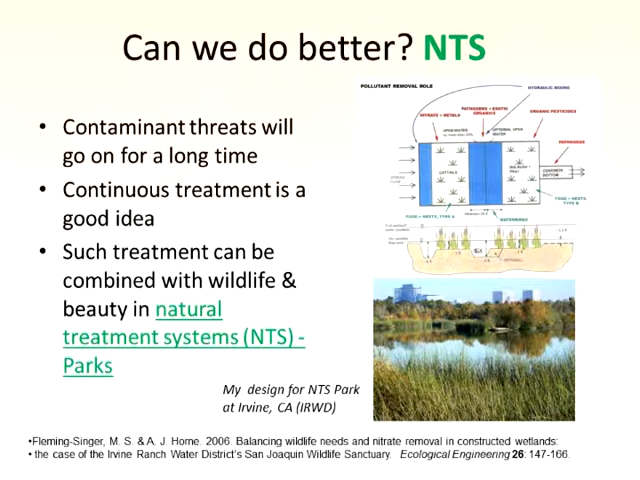 Can we do better? NTS
• Contaminant threats will
go on for a long time
• Continuous treatment is a
good idea
• Such treatment can be
combined with wildlife &
beauty in natural
treatment systems (NTS) -
Parks
POLLUTANT REMOVAL ROLE
HYDRAULIC MIXING
PATHOGENS + EXOTIC
ORGANICS
NITRATE + METALS
ORGANIC PESTICIDES
OPEN WATER
OPTIONAL OPEN
WATER
PATHOGENS
CATTAILS
FOOD + NESTS, TYPE A
WATERBIRDS
FOOD + NESTS,
TYPE B
My design for NTS Park
at Irvine, CA (IRWD)
•Fleming-Singer, M. S. & A. J. Horne. 2006. Balancing wildlife needs and nitrate removal in constructed wetlands:
• the case of the Irvine Ranch Water District's San Joaquin Wildlife Sanctuary. Ecological Engineering 26: 147-166.